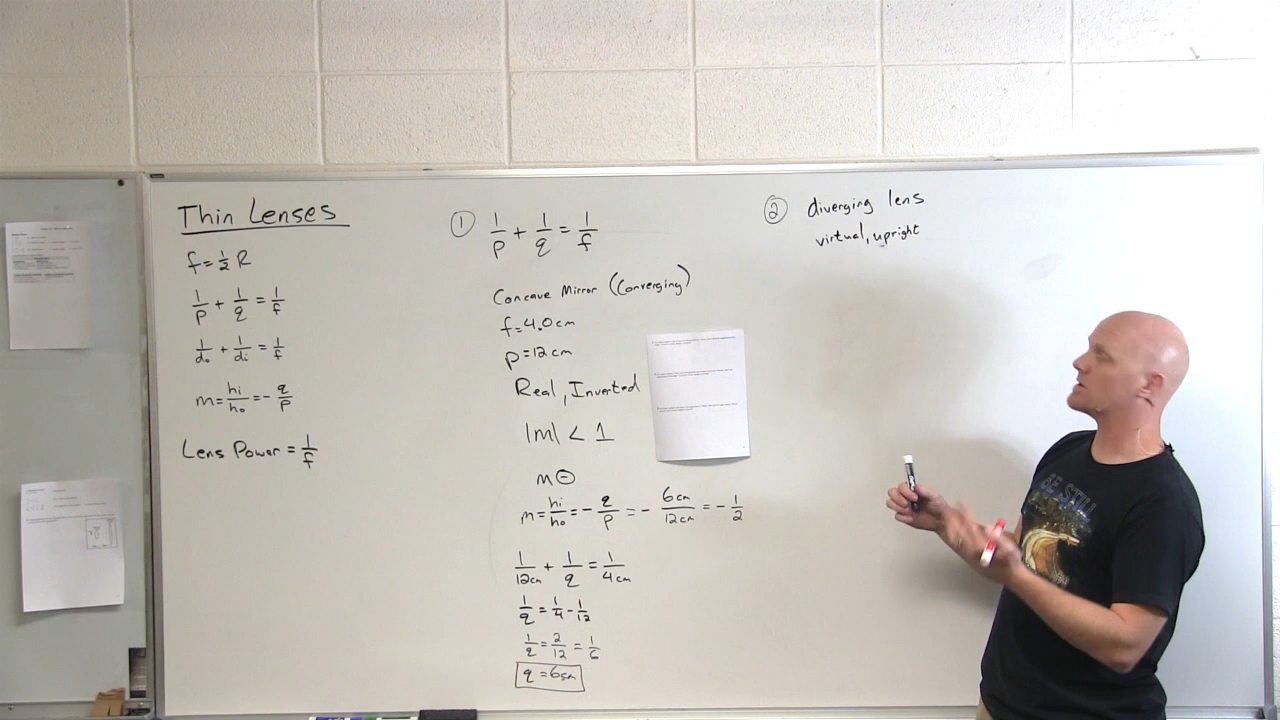 Thin Lenses
f = 1/2 R
1/p + 1/q = 1/f
1/do + 1/di = 1/f
m = hi/ho = - q/p
Lens Power = 1/f
① 1/p + 1/q = 1/f
Concave Mirror (Converging)
f = 4.0 cm
p = 12 cm
Real, Inverted
|m| < 1
m ⊖
m = hi/ho = - q/p = - 6cm/12cm = - 1/2
1/12cm + 1/q = 1/4cm
1/q = 1/4 - 1/12
1/q = 2/12 = 1/6
q = 6cm
② diverging lens
virtual, upright
BE STILL